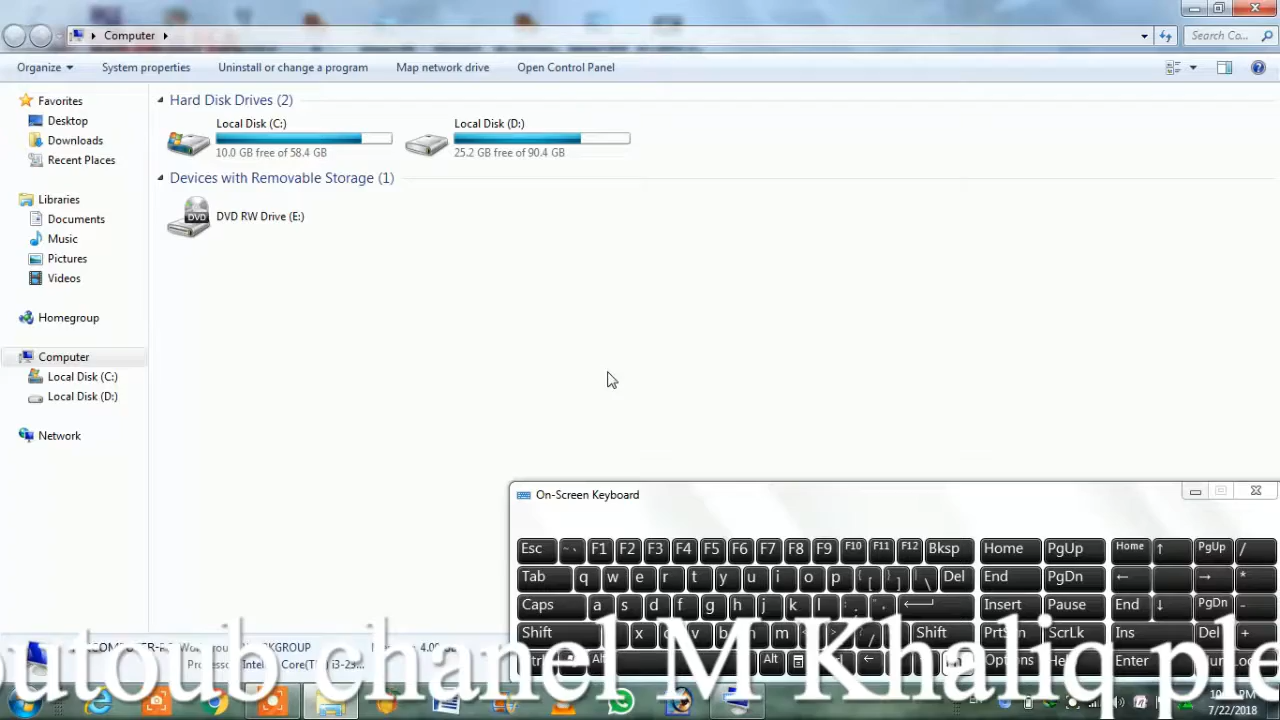 Computer
Search Co...
Organize
System properties
Uninstall or change a program
Map network drive
Open Control Panel
Favorites
Desktop
Downloads
Recent Places
Libraries
Documents
Music
Pictures
Videos
Homegroup
Computer
Local Disk (C:)
Local Disk (D:)
Network
Hard Disk Drives (2)
Local Disk (C:)
10.0 GB free of 58.4 GB
Local Disk (D:)
25.2 GB free of 90.4 GB
Devices with Removable Storage (1)
DVD
DVD RW Drive (E:)
On-Screen Keyboard
Esc ~ ` F1 F2 F3 F4 F5 F6 F7 F8 F9 F10 F11 F12 Bksp Home PgUp Home ↑ PgUp /
Tab q w e r t y u i o p { [ } ] | \ Del End PgDn ← → *
Caps a s d f g h j k l : ; " ' Insert Pause End ↓ PgDn -
Shift x c v b n m / Shift PrtScn ScrLk Ins Del +
Alt Alt ← Options Enter
outoub chanel M Khaliq ple
7/22/2018